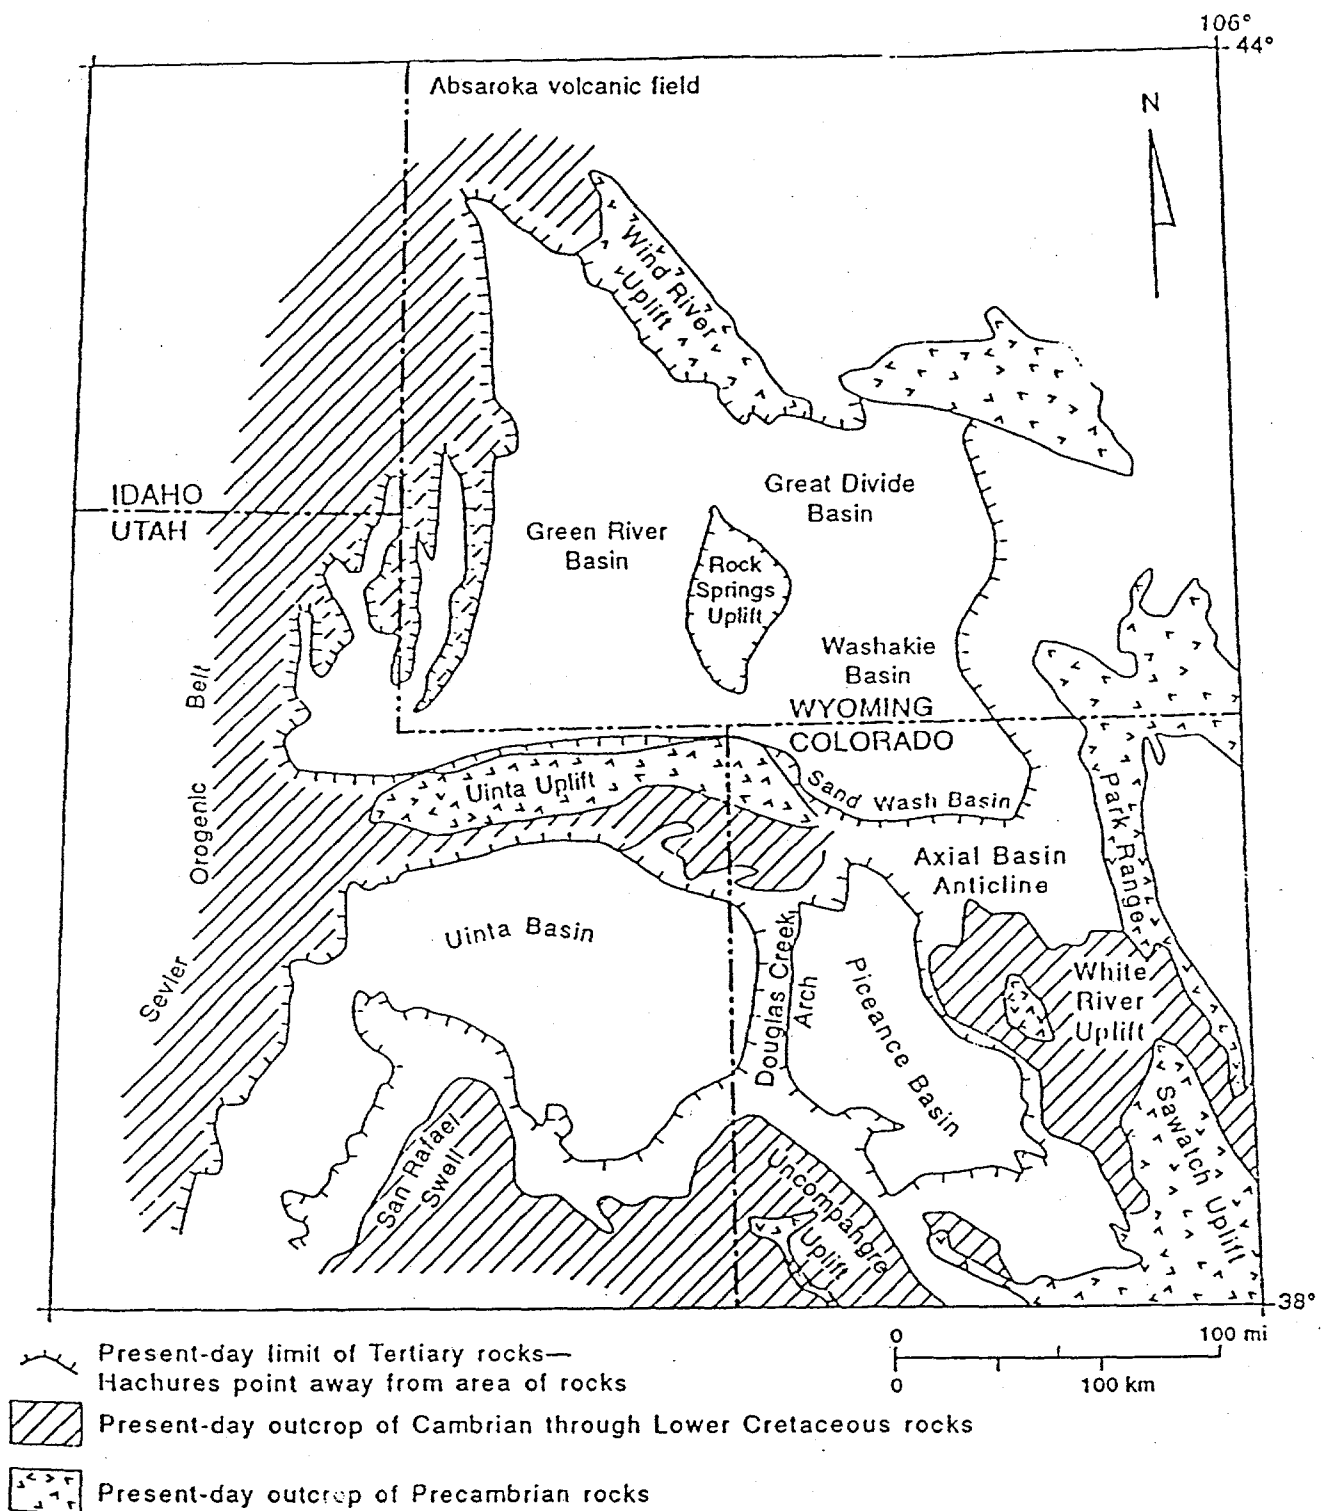 106°
44°
Absaroka volcanic field
N
Wind River
Uplift
IDAHO
UTAH
Great Divide
Basin
Green River
Basin
Rock
Springs
Uplift
Washakie
Basin
WYOMING
COLORADO
Uinta Uplift
Sand Wash Basin
Sevier Orogenic Belt
Axial Basin
Anticline
Park Range
Uinta Basin
Douglas Creek
Arch
Piceance Basin
White
River
Uplift
Sawatch Uplift
San Rafael
Swell
Uncompahgre
Uplift
38°
0 100 mi
0 100 km
Present-day limit of Tertiary rocks—
Hachures point away from area of rocks
Present-day outcrop of Cambrian through Lower Cretaceous rocks
Present-day outcrop of Precambrian rocks